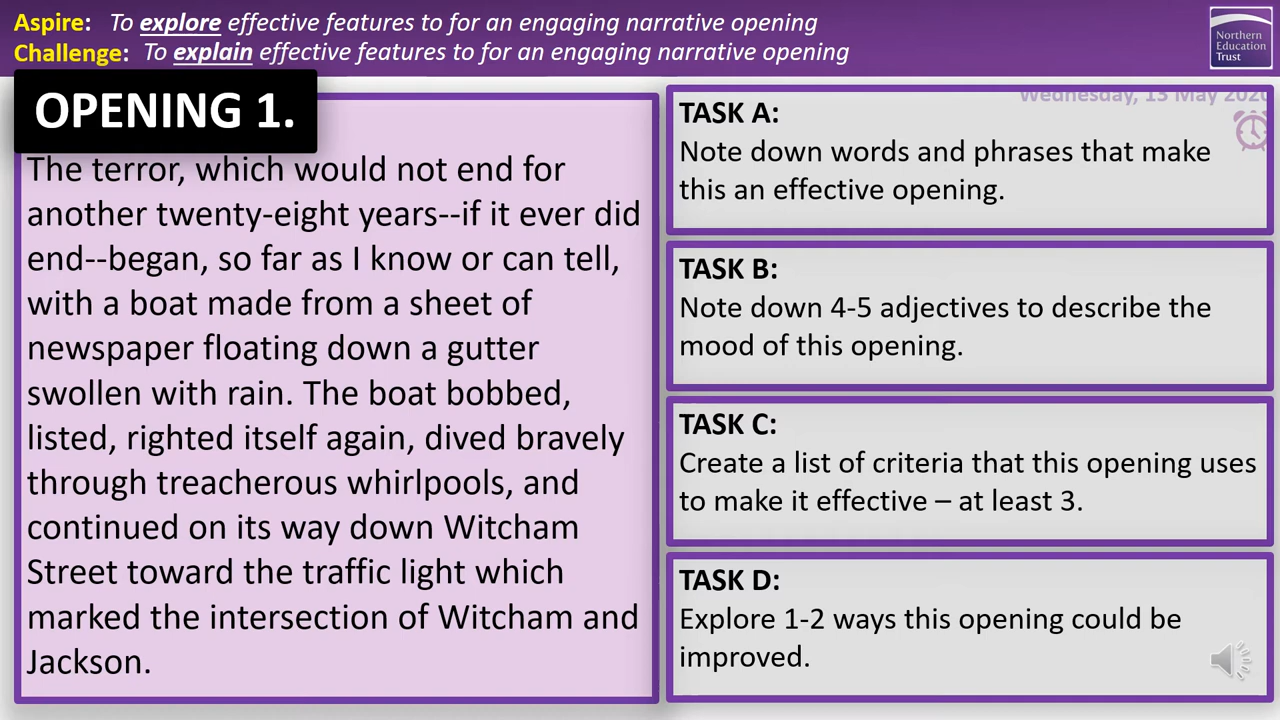 Aspire: To explore effective features to for an engaging narrative opening
Challenge: To explain effective features to for an engaging narrative opening
Northern
Education
Trust
OPENING 1.
The terror, which would not end for
another twenty-eight years--if it ever did
end--began, so far as I know or can tell,
with a boat made from a sheet of
newspaper floating down a gutter
swollen with rain. The boat bobbed,
listed, righted itself again, dived bravely
through treacherous whirlpools, and
continued on its way down Witcham
Street toward the traffic light which
marked the intersection of Witcham and
Jackson.
Wednesday, 13 May 2020
TASK A:
Note down words and phrases that make
this an effective opening.
TASK B:
Note down 4-5 adjectives to describe the
mood of this opening.
TASK C:
Create a list of criteria that this opening uses
to make it effective – at least 3.
TASK D:
Explore 1-2 ways this opening could be
improved.